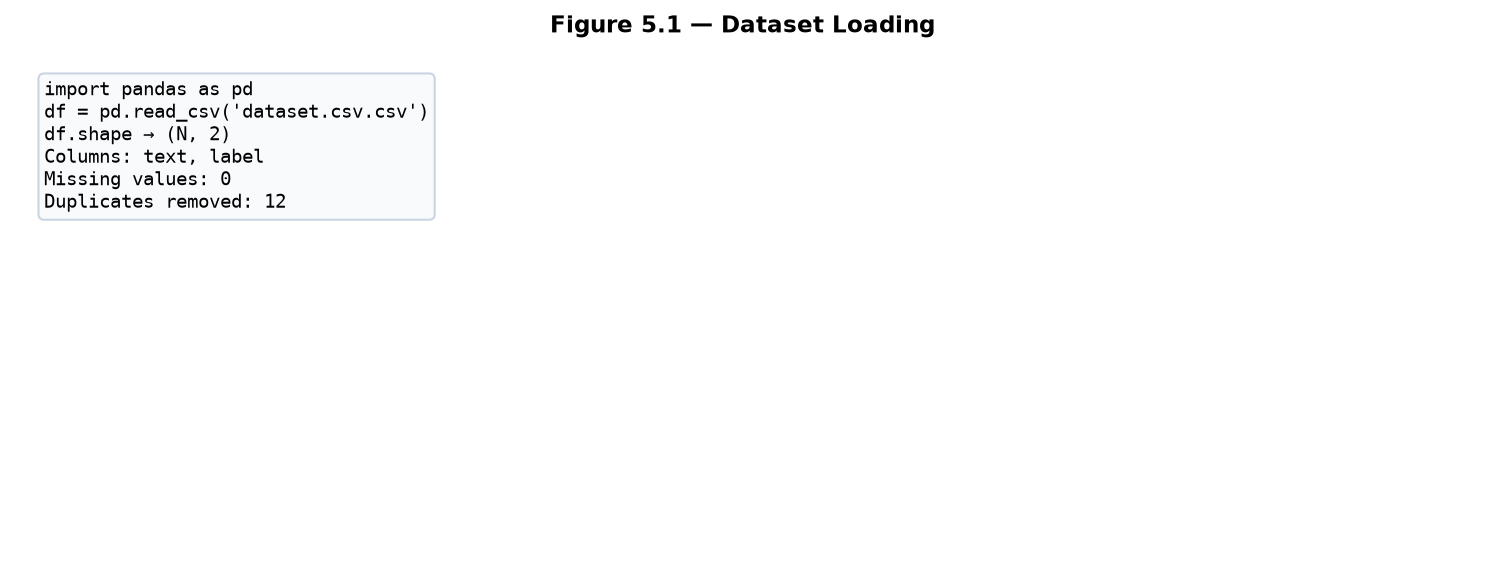 Figure 5.1 — Dataset Loading
import pandas as pd
df = pd.read_csv('dataset.csv.csv')
df.shape → (N, 2)
Columns: text, label
Missing values: 0
Duplicates removed: 12